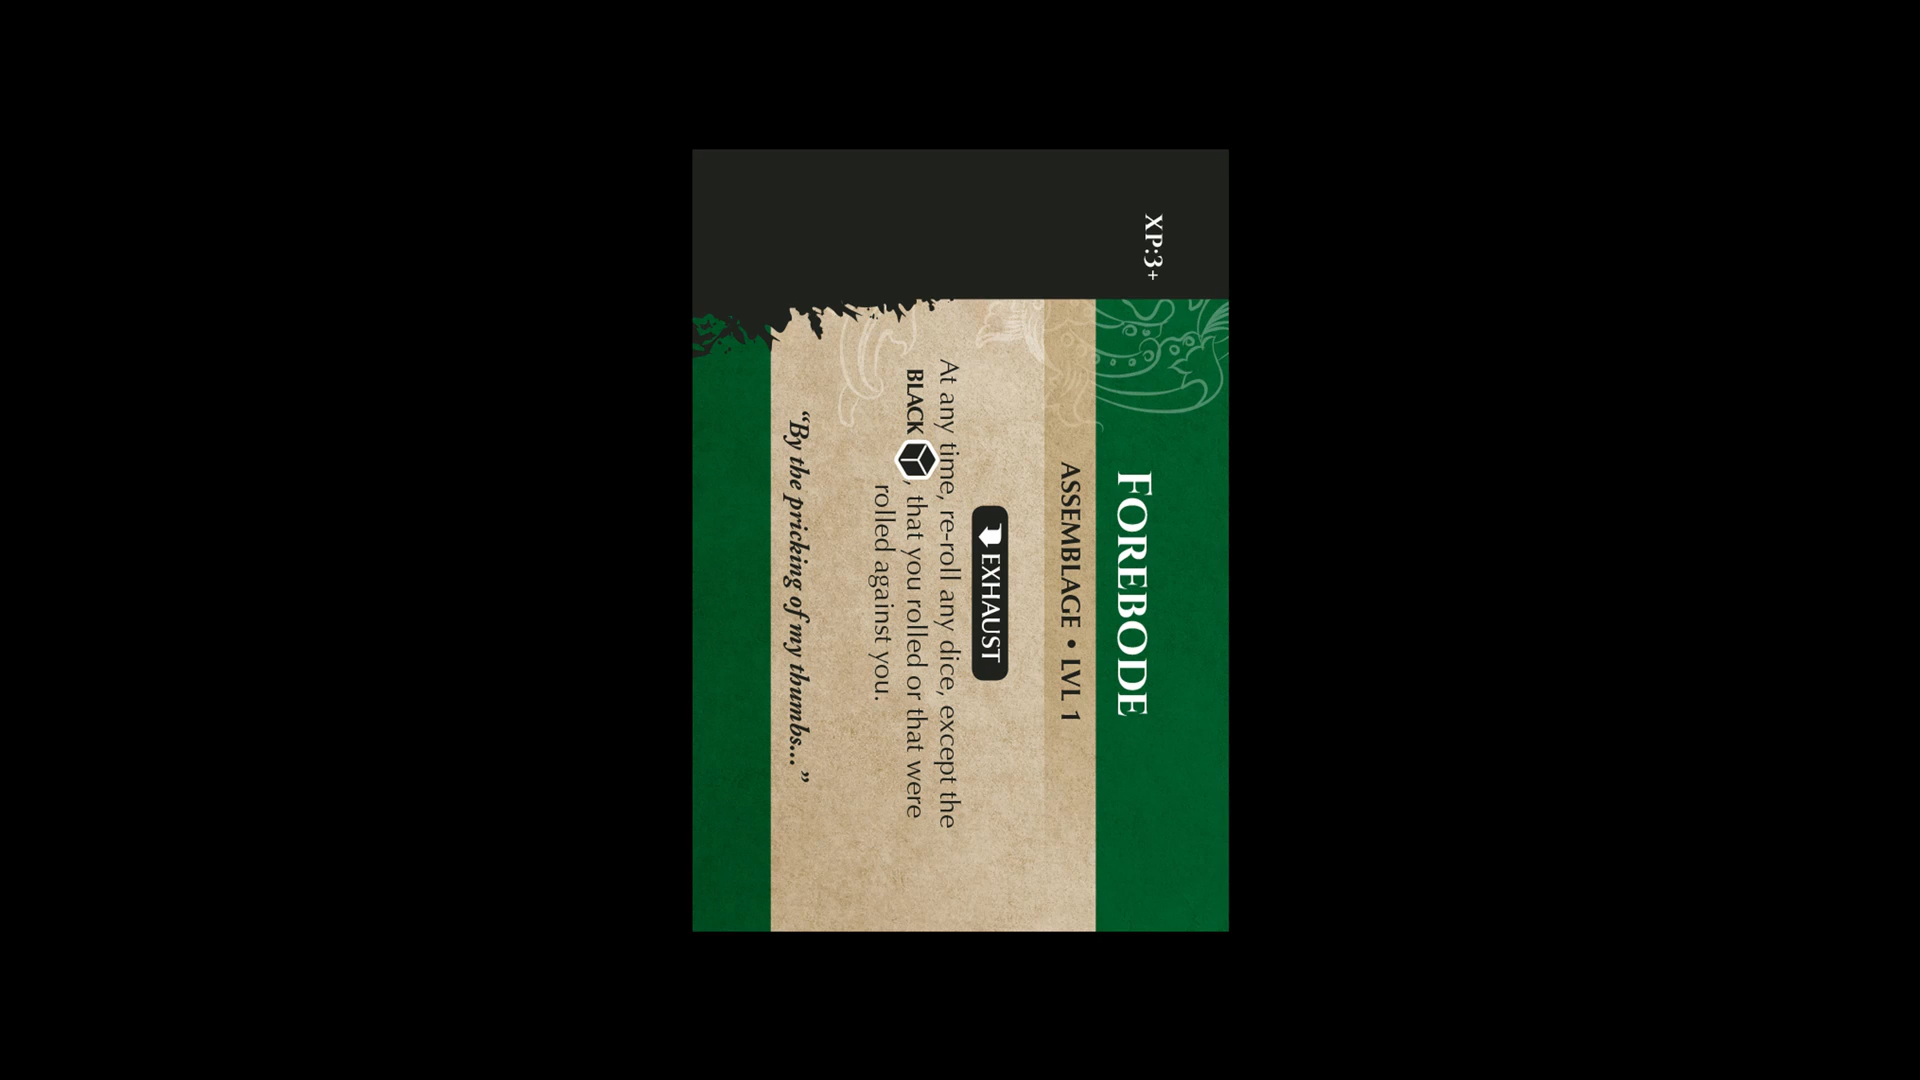 XP:3+
FOREBODE
ASSEMBLAGE • LVL 1
EXHAUST
At any time, re-roll any dice, except the
BLACK , that you rolled or that were
rolled against you.
“By the pricking of my thumbs... ”